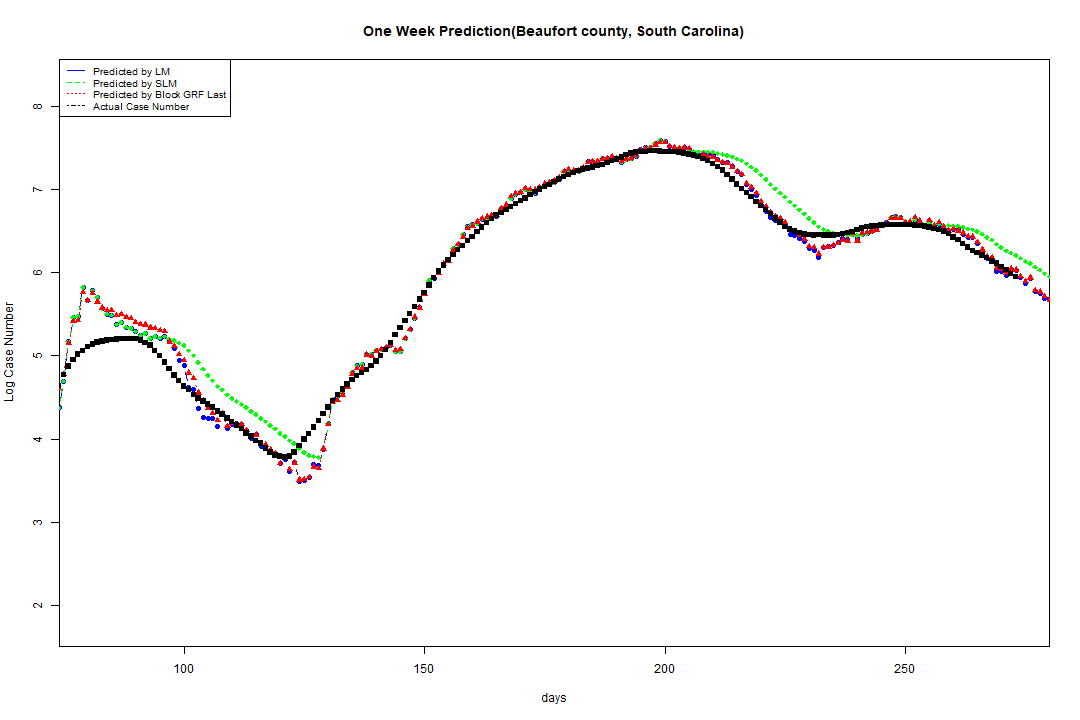 One Week Prediction(Beaufort county, South Carolina)
Predicted by LM
Predicted by SLM
Predicted by Block GRF Last
Actual Case Number
8
7
6
5
4
3
2
Log Case Number
100 150 200 250
days